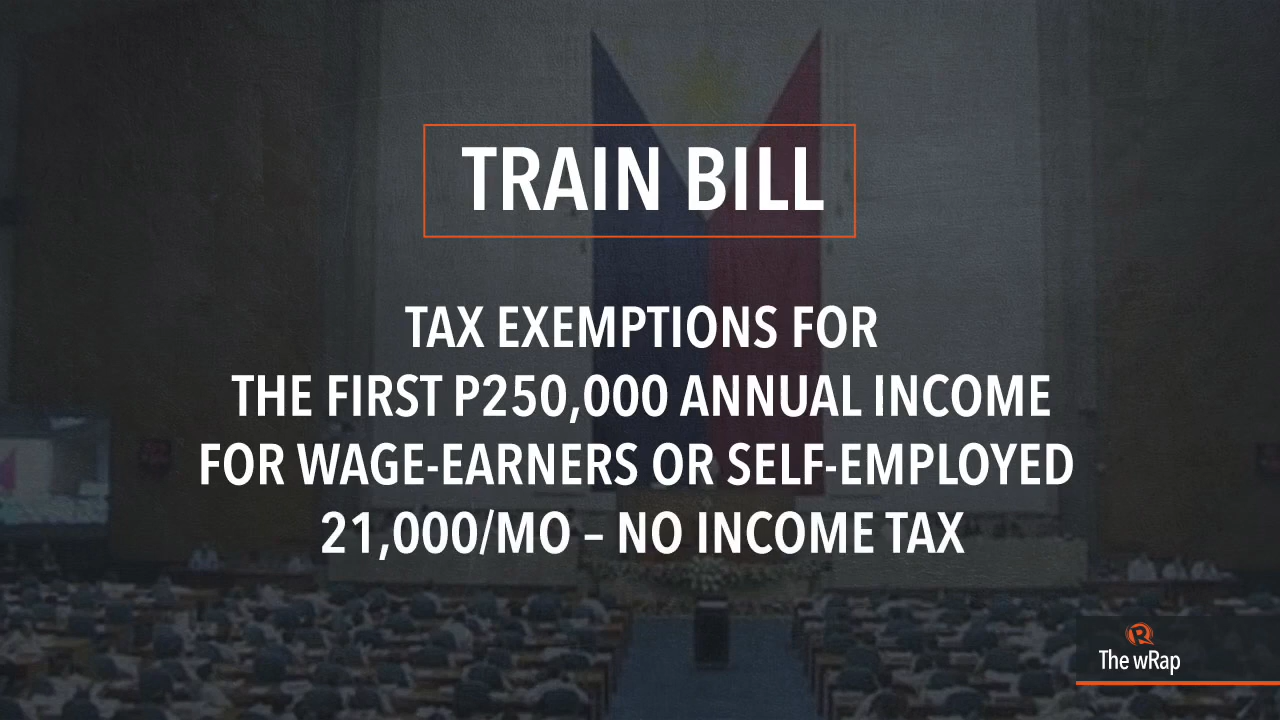 TRAIN BILL
TAX EXEMPTIONS FOR
THE FIRST P250,000 ANNUAL INCOME
FOR WAGE-EARNERS OR SELF-EMPLOYED
21,000/MO – NO INCOME TAX
R
The wRap